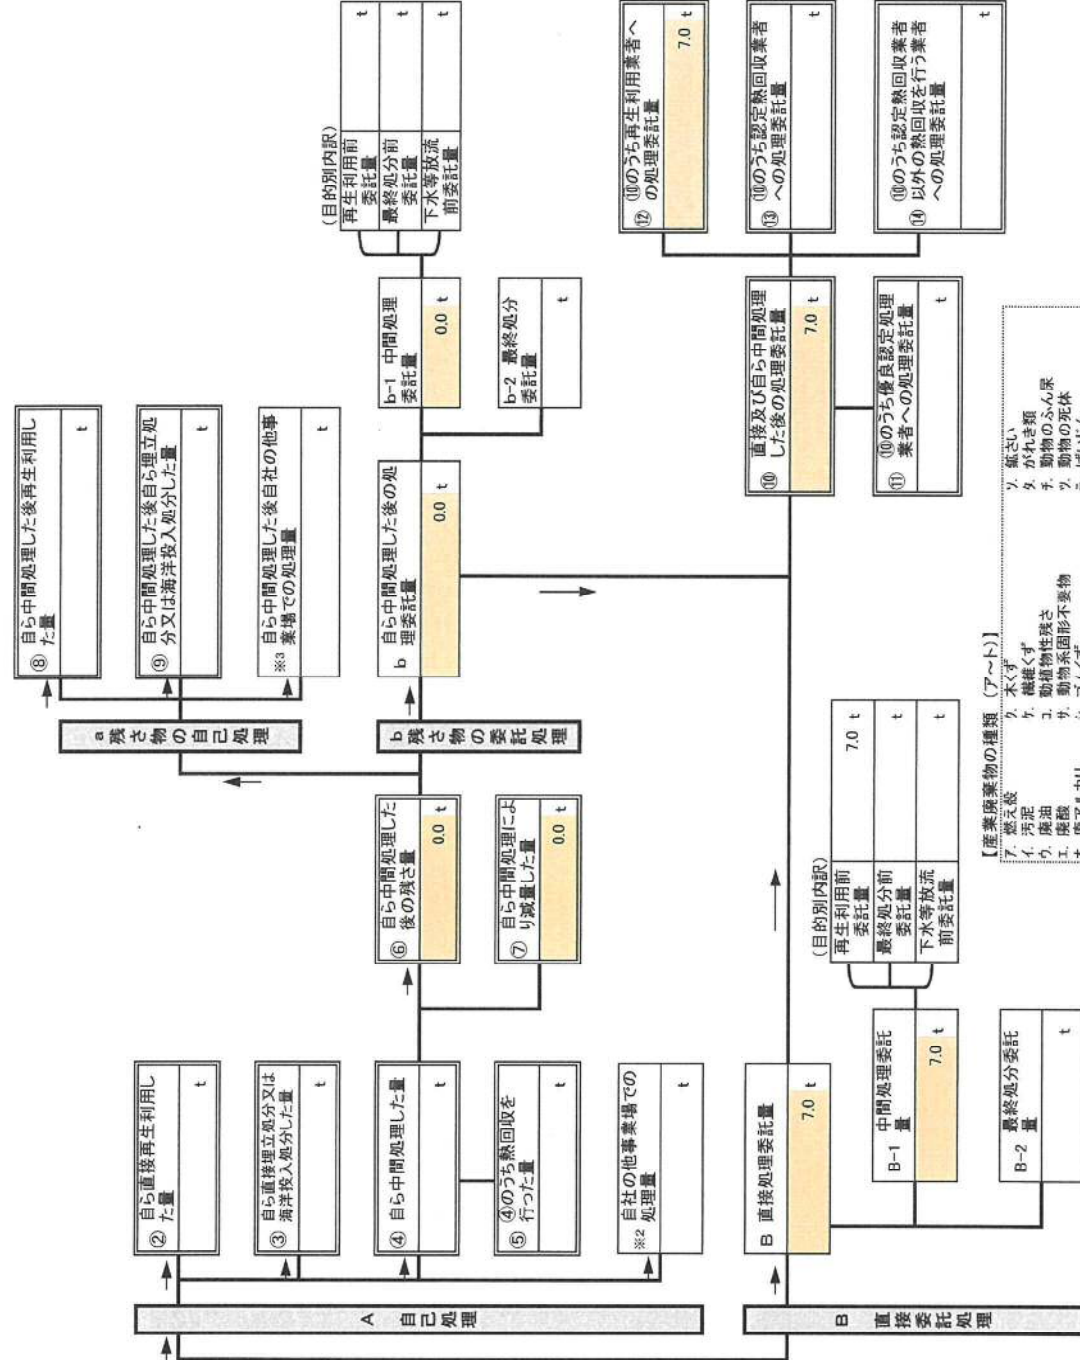 A 自己処理
② 自ら直接再生利用し
た量
t
③ 自ら直接埋立処分又は
海洋投入処分した量
t
④ 自ら中間処理した量
t
⑤ ④のうち熱回収を
行った量
t
※2 自社の他事業場での
処理量
t
⑥ 自ら中間処理した
後の残さ量
0.0 t
⑦ 自ら中間処理によ
り減量した量
0.0 t
a 残さ物の自己処理
⑧ 自ら中間処理した後再生利用し
た量
t
⑨ 自ら中間処理した後自ら埋立処
分又は海洋投入処分した量
t
※3 自ら中間処理した後自社の他事
業場での処理量
t
b 残さ物の委託処理
b 自ら中間処理した後の処
理委託量
0.0 t
b-1 中間処理
委託量
0.0 t
b-2 最終処分
委託量
t
(目的別内訳)
再生利用前
委託量
t
最終処分前
委託量
t
下水等放流
前委託量
t
B 直接委託処理
B 直接処理委託量
7.0 t
B-1 中間処理委託
量
7.0 t
B-2 最終処分委託
量
t
(目的別内訳)
再生利用前
委託量
7.0 t
最終処分前
委託量
t
下水等放流
前委託量
t
⑩ 直接及び自ら中間処理
した後の処理委託量
7.0 t
⑪ ⑩のうち優良認定処理
業者への処理委託量
t
⑫ ⑩のうち再生利用業者へ
の処理委託量
7.0 t
⑬ ⑩のうち認定熱回収業者
への処理委託量
t
⑭ ⑩のうち認定熱回収業者
以外の熱回収を行う業者
への処理委託量
t
【産業廃棄物の種類（ア～ト）】
ア. 燃え殻 ク. 木くず ソ. 鉱さい
イ. 汚泥 ケ. 繊維くず タ. がれき類
ウ. 廃油 コ. 動植物性残さ チ. 動物のふん尿
エ. 廃酸 サ. 動物系固形不要物 ツ. 動物の死体